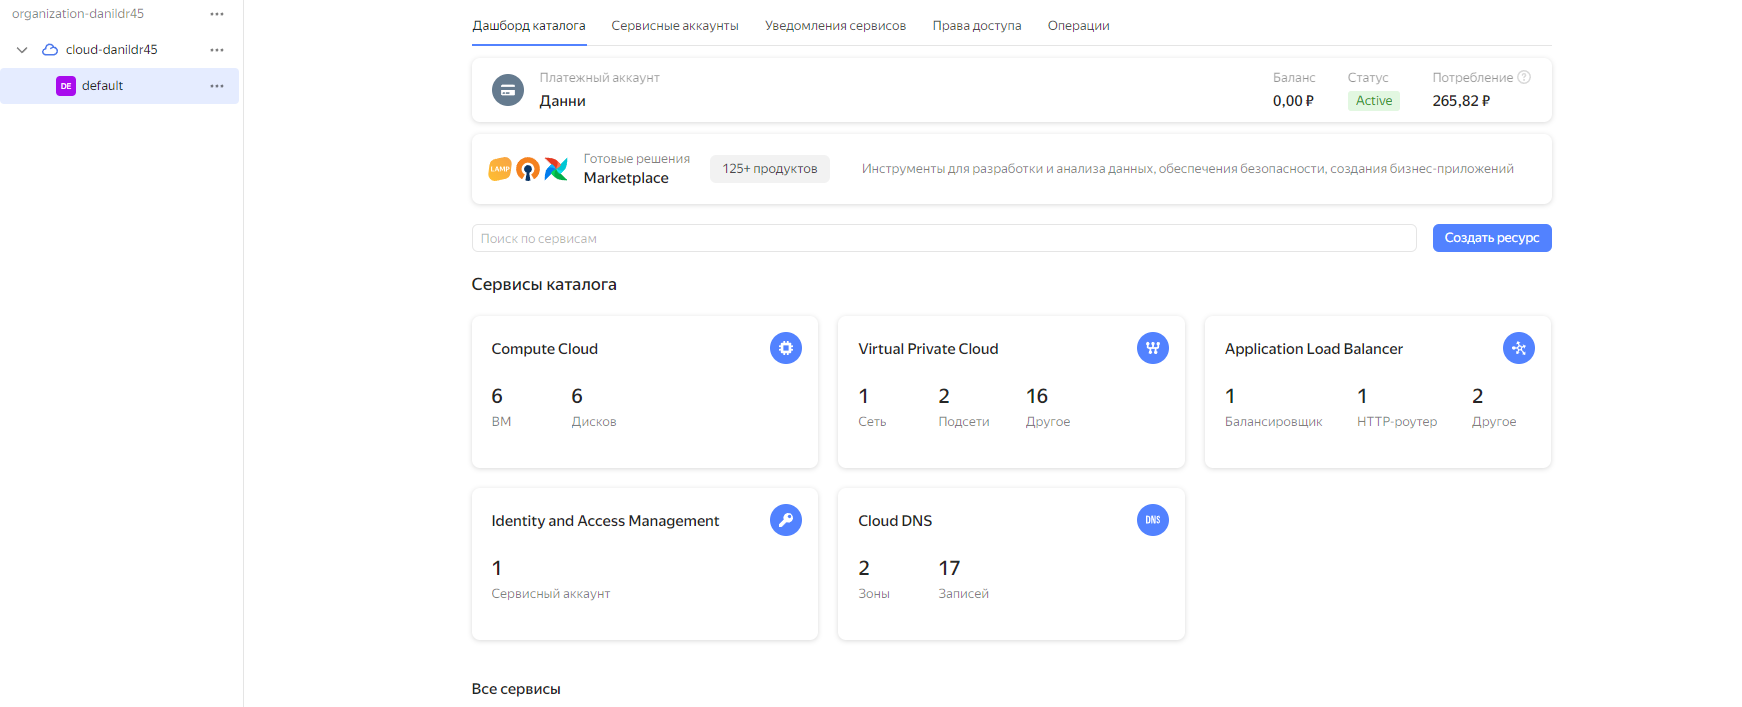 organization-danildr45
cloud-danildr45
DE default
Дашборд каталога Сервисные аккаунты Уведомления сервисов Права доступа Операции
Платежный аккаунт
Данни
Баланс
0,00 ₽
Статус
Active
Потребление ?
265,82 ₽
LAMP
Готовые решения
Marketplace
125+ продуктов
Инструменты для разработки и анализа данных, обеспечения безопасности, создания бизнес-приложений
Поиск по сервисам
Создать ресурс
Сервисы каталога
Compute Cloud
6 6
ВМ Дисков
Virtual Private Cloud
1 2 16
Сеть Подсети Другое
Application Load Balancer
1 1 2
Балансировщик HTTP-роутер Другое
Identity and Access Management
1
Сервисный аккаунт
Cloud DNS
DNS
2 17
Зоны Записей
Все сервисы